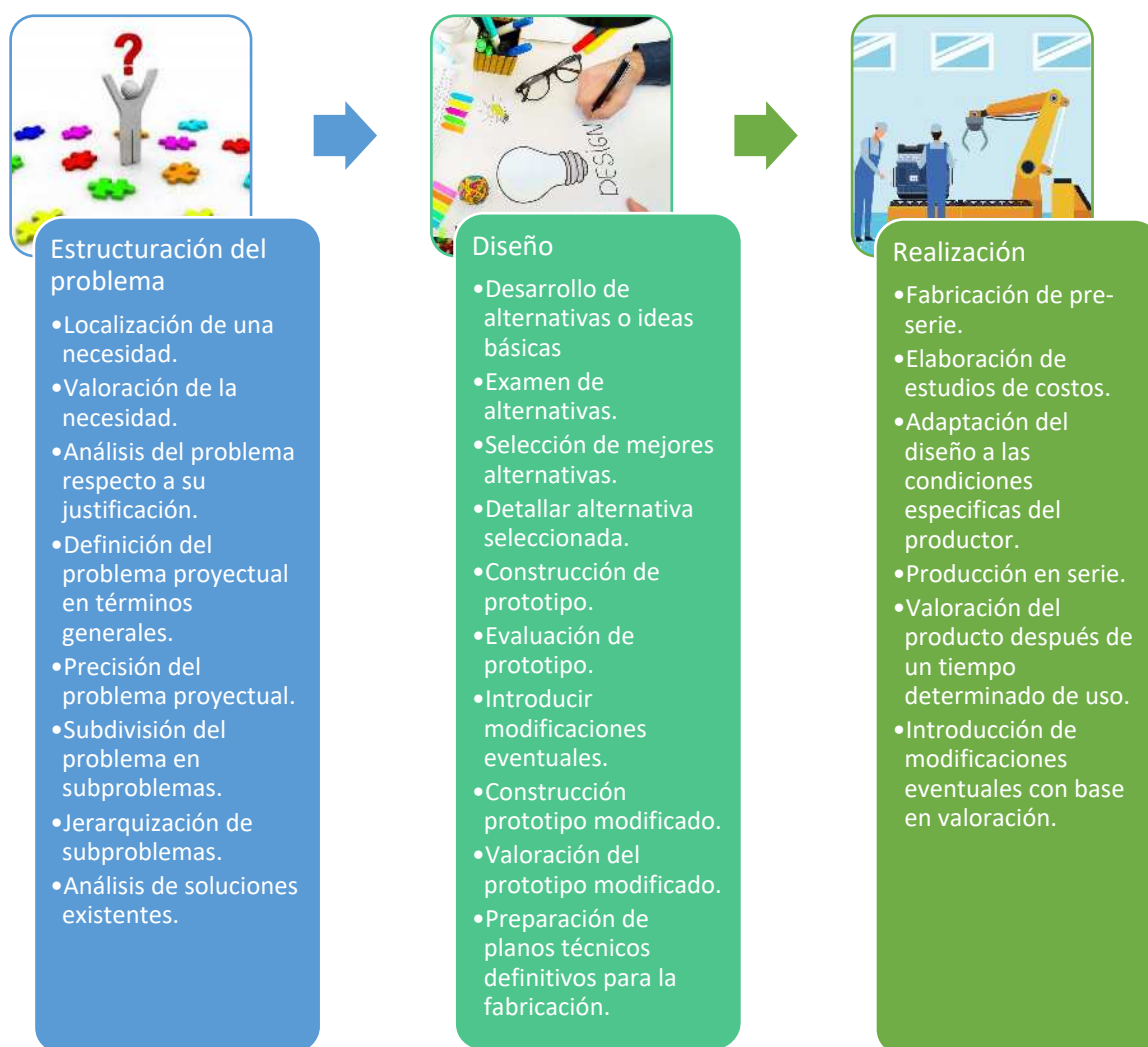 ?
DESIGN
Estructuración del
problema
•Localización de una
necesidad.
•Valoración de la
necesidad.
•Análisis del problema
respecto a su
justificación.
•Definición del
problema proyectual
en términos
generales.
•Precisión del
problema proyectual.
•Subdivisión del
problema en
subproblemas.
•Jerarquización de
subproblemas.
•Análisis de soluciones
existentes.
Diseño
•Desarrollo de
alternativas o ideas
básicas
•Examen de
alternativas.
•Selección de mejores
alternativas.
•Detallar alternativa
seleccionada.
•Construcción de
prototipo.
•Evaluación de
prototipo.
•Introducir
modificaciones
eventuales.
•Construcción
prototipo modificado.
•Valoración del
prototipo modificado.
•Preparación de
planos técnicos
definitivos para la
fabricación.
Realización
•Fabricación de pre-
serie.
•Elaboración de
estudios de costos.
•Adaptación del
diseño a las
condiciones
especificas del
productor.
•Producción en serie.
•Valoración del
producto después de
un tiempo
determinado de uso.
•Introducción de
modificaciones
eventuales con base
en valoración.